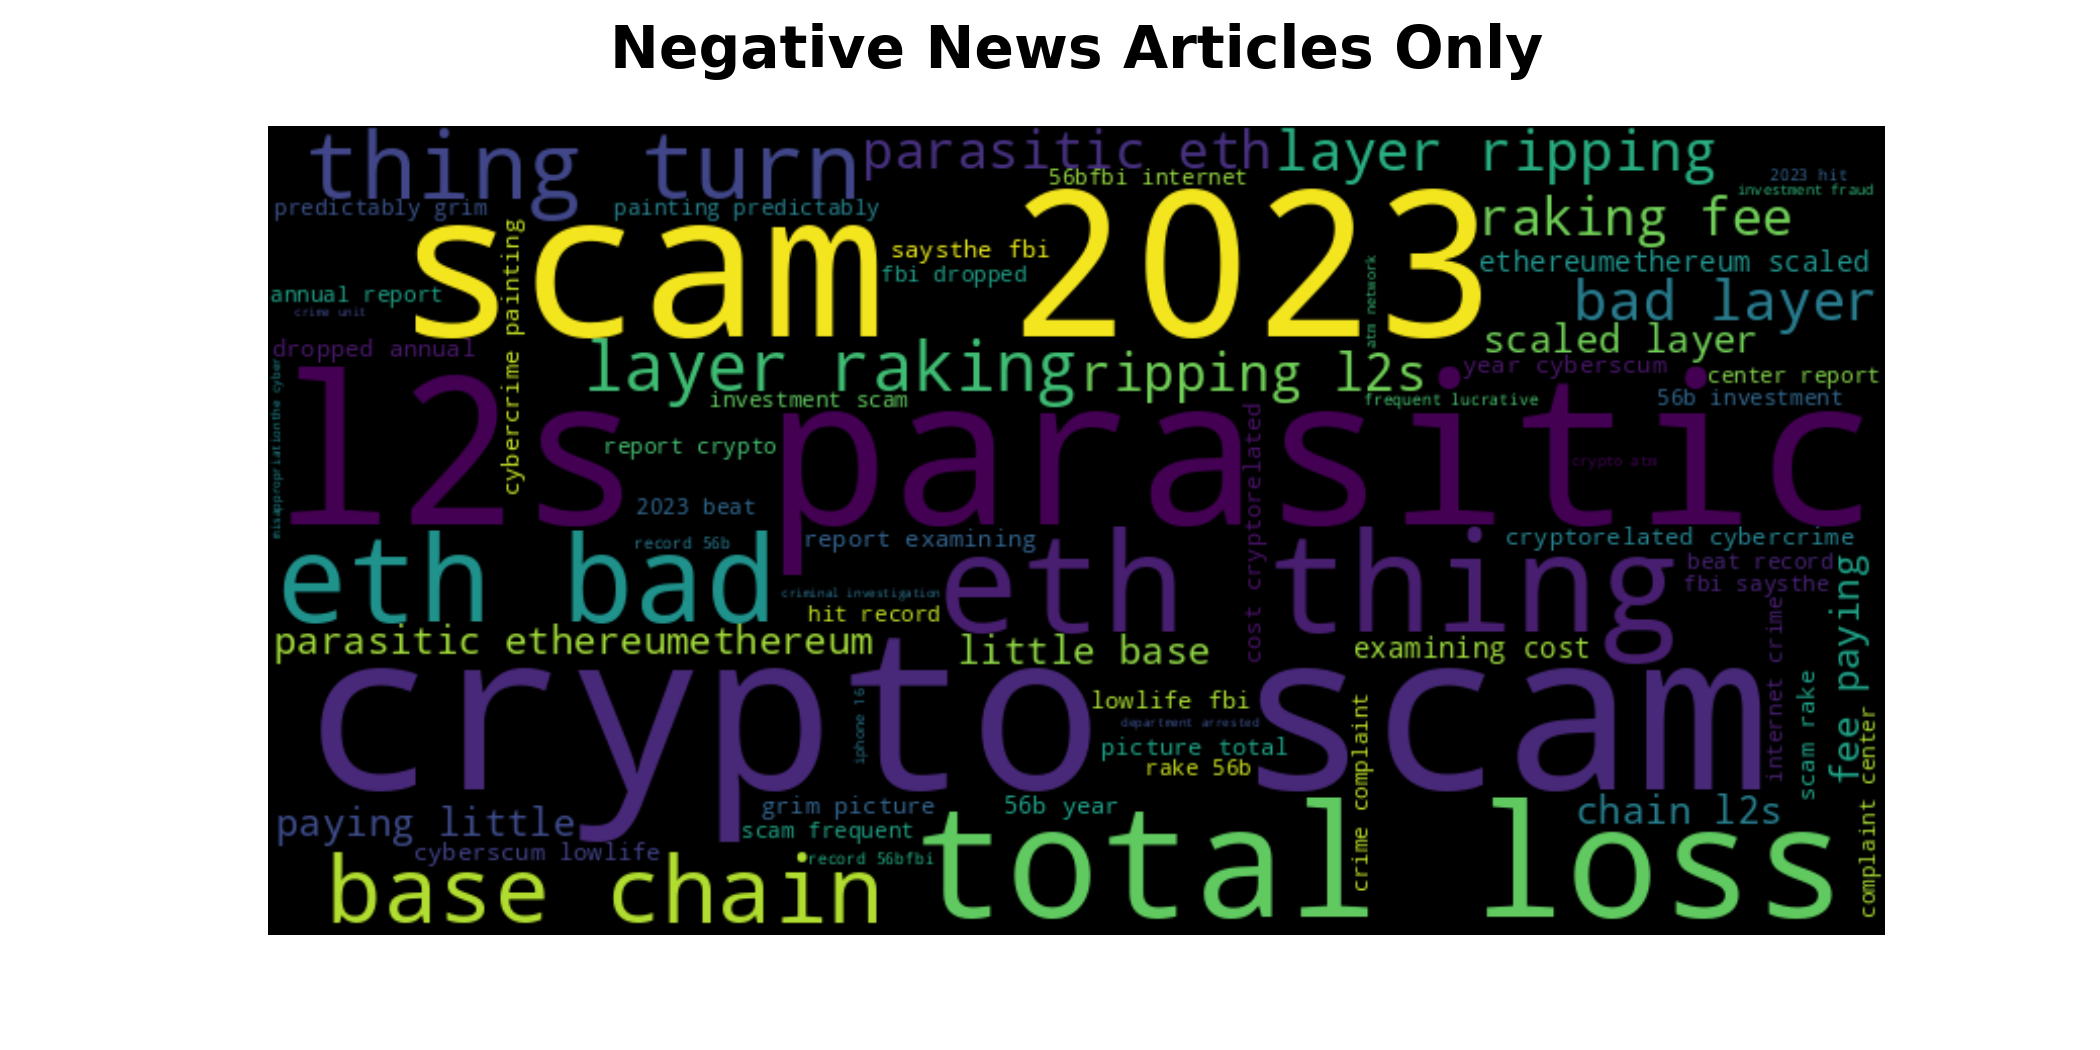 Negative News Articles Only
thing turn
parasitic eth
layer ripping
56bfbi internet
2023 hit
investment fraud
predictably grim
painting predictably
scam 2023
raking fee
saysthe fbi
fbi dropped
ethereumethereum scaled
annual report
crime unit
cybercrime painting
atm network
bad layer
dropped annual
layer raking
ripping l2s
scaled layer
year cyberscum
center report
investment scam
frequent lucrative
56b investment
misappropriationthe cyber
l2s parasitic
report crypto
cost cryptorelated
crypto atm
2023 beat
record 56b
report examining
cryptorelated cybercrime
eth bad
eth thing
beat record
fbi saysthe
criminal investigation
hit record
fee paying
internet crime
parasitic ethereumethereum
little base
examining cost
crypto scam
iphone 16
lowlife fbi
department arrested
picture total
rake 56b
crime complaint
scam rake
complaint center
paying little
grim picture
56b year
chain l2s
scam frequent
cyberscum lowlife
record 56bfbi
base chain
total loss